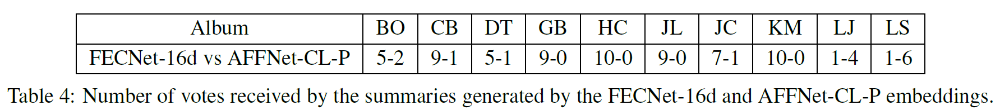 Album BO CB DT GB HC JL JC KM LJ LS
FECNet-16d vs AFFNet-CL-P 5-2 9-1 5-1 9-0 10-0 9-0 7-1 10-0 1-4 1-6
Table 4: Number of votes received by the summaries generated by the FECNet-16d and AFFNet-CL-P embeddings.